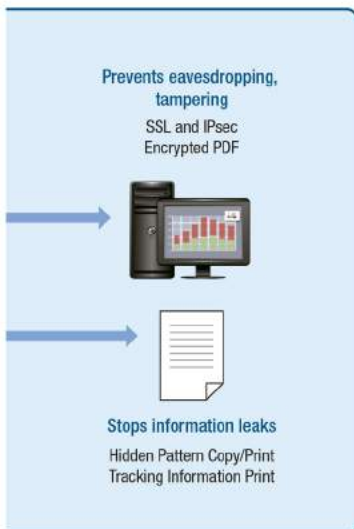 Prevents eavesdropping,
tampering
SSL and IPsec
Encrypted PDF
Stops information leaks
Hidden Pattern Copy/Print
Tracking Information Print